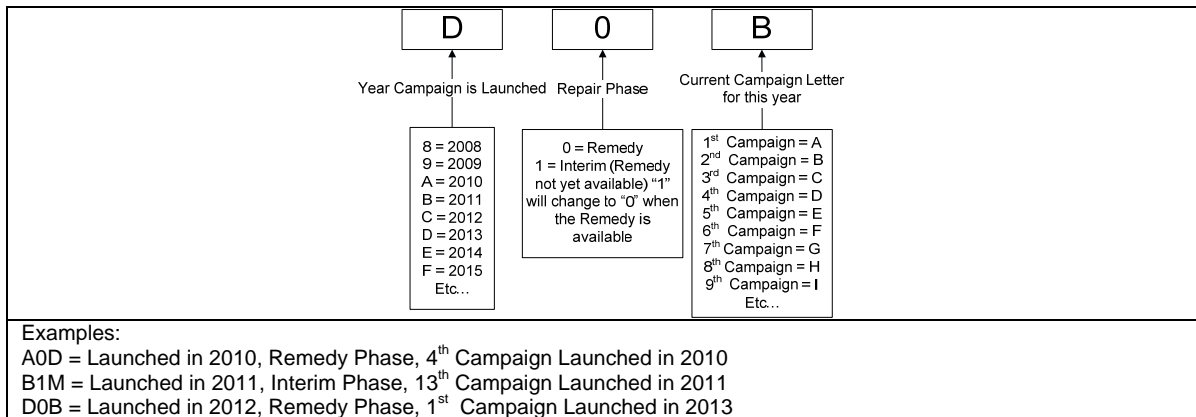 D 0 B
Year Campaign is Launched Repair Phase Current Campaign Letter
for this year
8 = 2008
9 = 2009
A = 2010
B = 2011
C = 2012
D = 2013
E = 2014
F = 2015
Etc...
0 = Remedy
1 = Interim (Remedy
not yet available) “1”
will change to “0” when
the Remedy is
available
1st Campaign = A
2nd Campaign = B
3rd Campaign = C
4th Campaign = D
5th Campaign = E
6th Campaign = F
7th Campaign = G
8th Campaign = H
9th Campaign = I
Etc...
Examples:
A0D = Launched in 2010, Remedy Phase, 4th Campaign Launched in 2010
B1M = Launched in 2011, Interim Phase, 13th Campaign Launched in 2011
D0B = Launched in 2012, Remedy Phase, 1st Campaign Launched in 2013